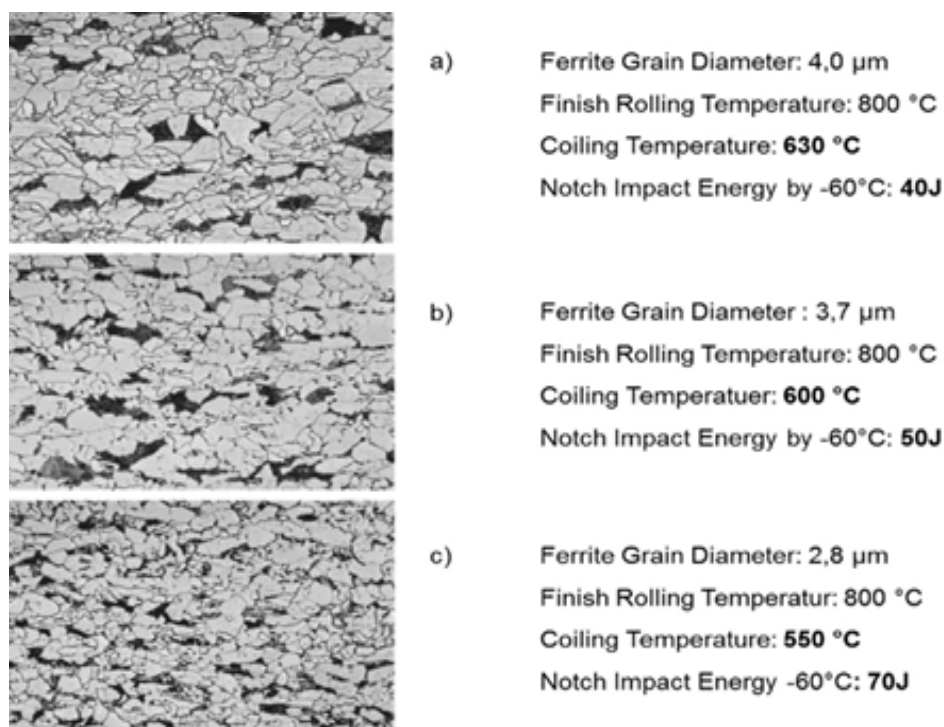 a)
Ferrite Grain Diameter: 4,0 µm
Finish Rolling Temperature: 800 °C
Coiling Temperature: 630 °C
Notch Impact Energy by -60°C: 40J
b)
Ferrite Grain Diameter : 3,7 µm
Finish Rolling Temperature: 800 °C
Coiling Temperatuer: 600 °C
Notch Impact Energy by -60°C: 50J
c)
Ferrite Grain Diameter: 2,8 µm
Finish Rolling Temperatur: 800 °C
Coiling Temperature: 550 °C
Notch Impact Energy -60°C: 70J